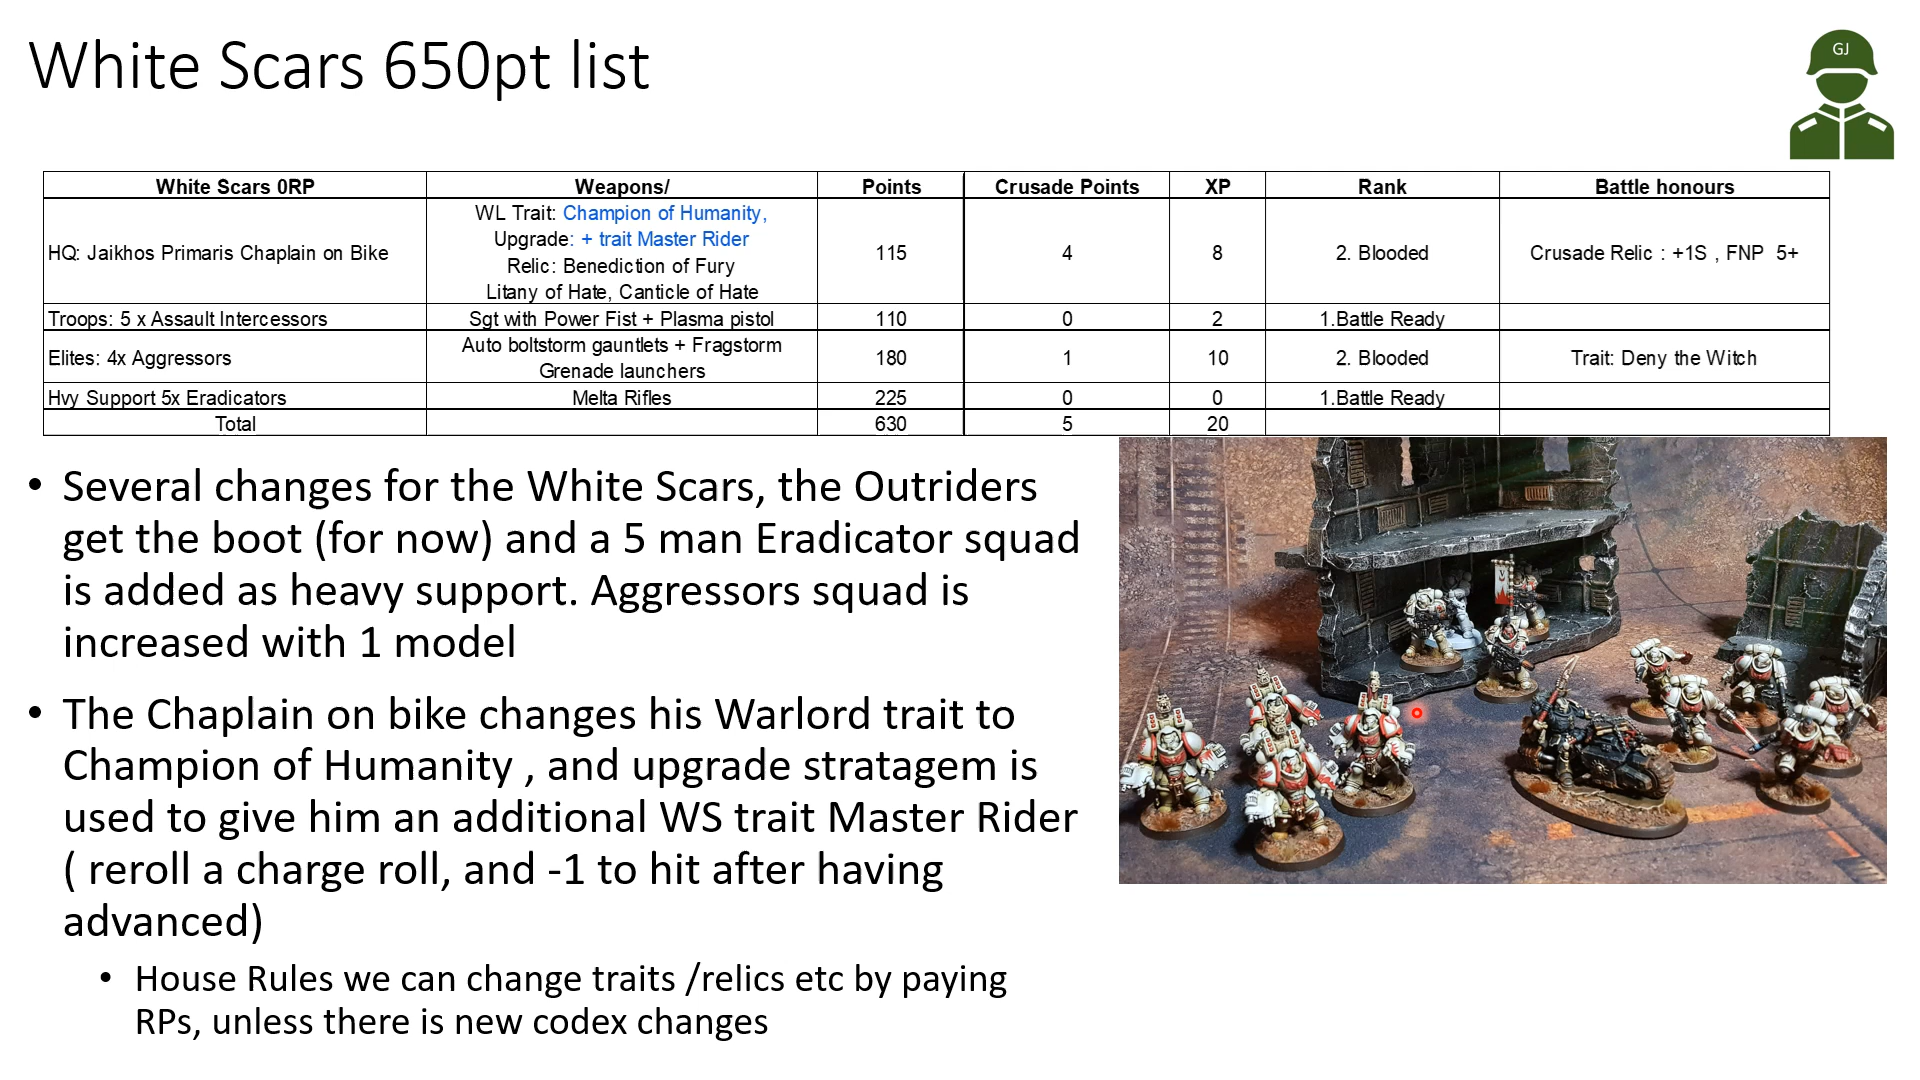 White Scars 650pt list
GJ
White Scars 0RP Weapons/ Points Crusade Points XP Rank Battle honours
HQ: Jaikhos Primaris Chaplain on Bike WL Trait: Champion of Humanity, Upgrade: + trait Master Rider Relic: Benediction of Fury Litany of Hate, Canticle of Hate 115 4 8 2. Blooded Crusade Relic : +1S , FNP 5+
Troops: 5 x Assault Intercessors Sgt with Power Fist + Plasma pistol 110 0 2 1.Battle Ready
Elites: 4x Aggressors Auto boltstorm gauntlets + Fragstorm Grenade launchers 180 1 10 2. Blooded Trait: Deny the Witch
Hvy Support 5x Eradicators Melta Rifles 225 0 0 1.Battle Ready
Total 630 5 20
• Several changes for the White Scars, the Outriders
get the boot (for now) and a 5 man Eradicator squad
is added as heavy support. Aggressors squad is
increased with 1 model
• The Chaplain on bike changes his Warlord trait to
Champion of Humanity , and upgrade stratagem is
used to give him an additional WS trait Master Rider
( reroll a charge roll, and -1 to hit after having
advanced)
• House Rules we can change traits /relics etc by paying
RPs, unless there is new codex changes